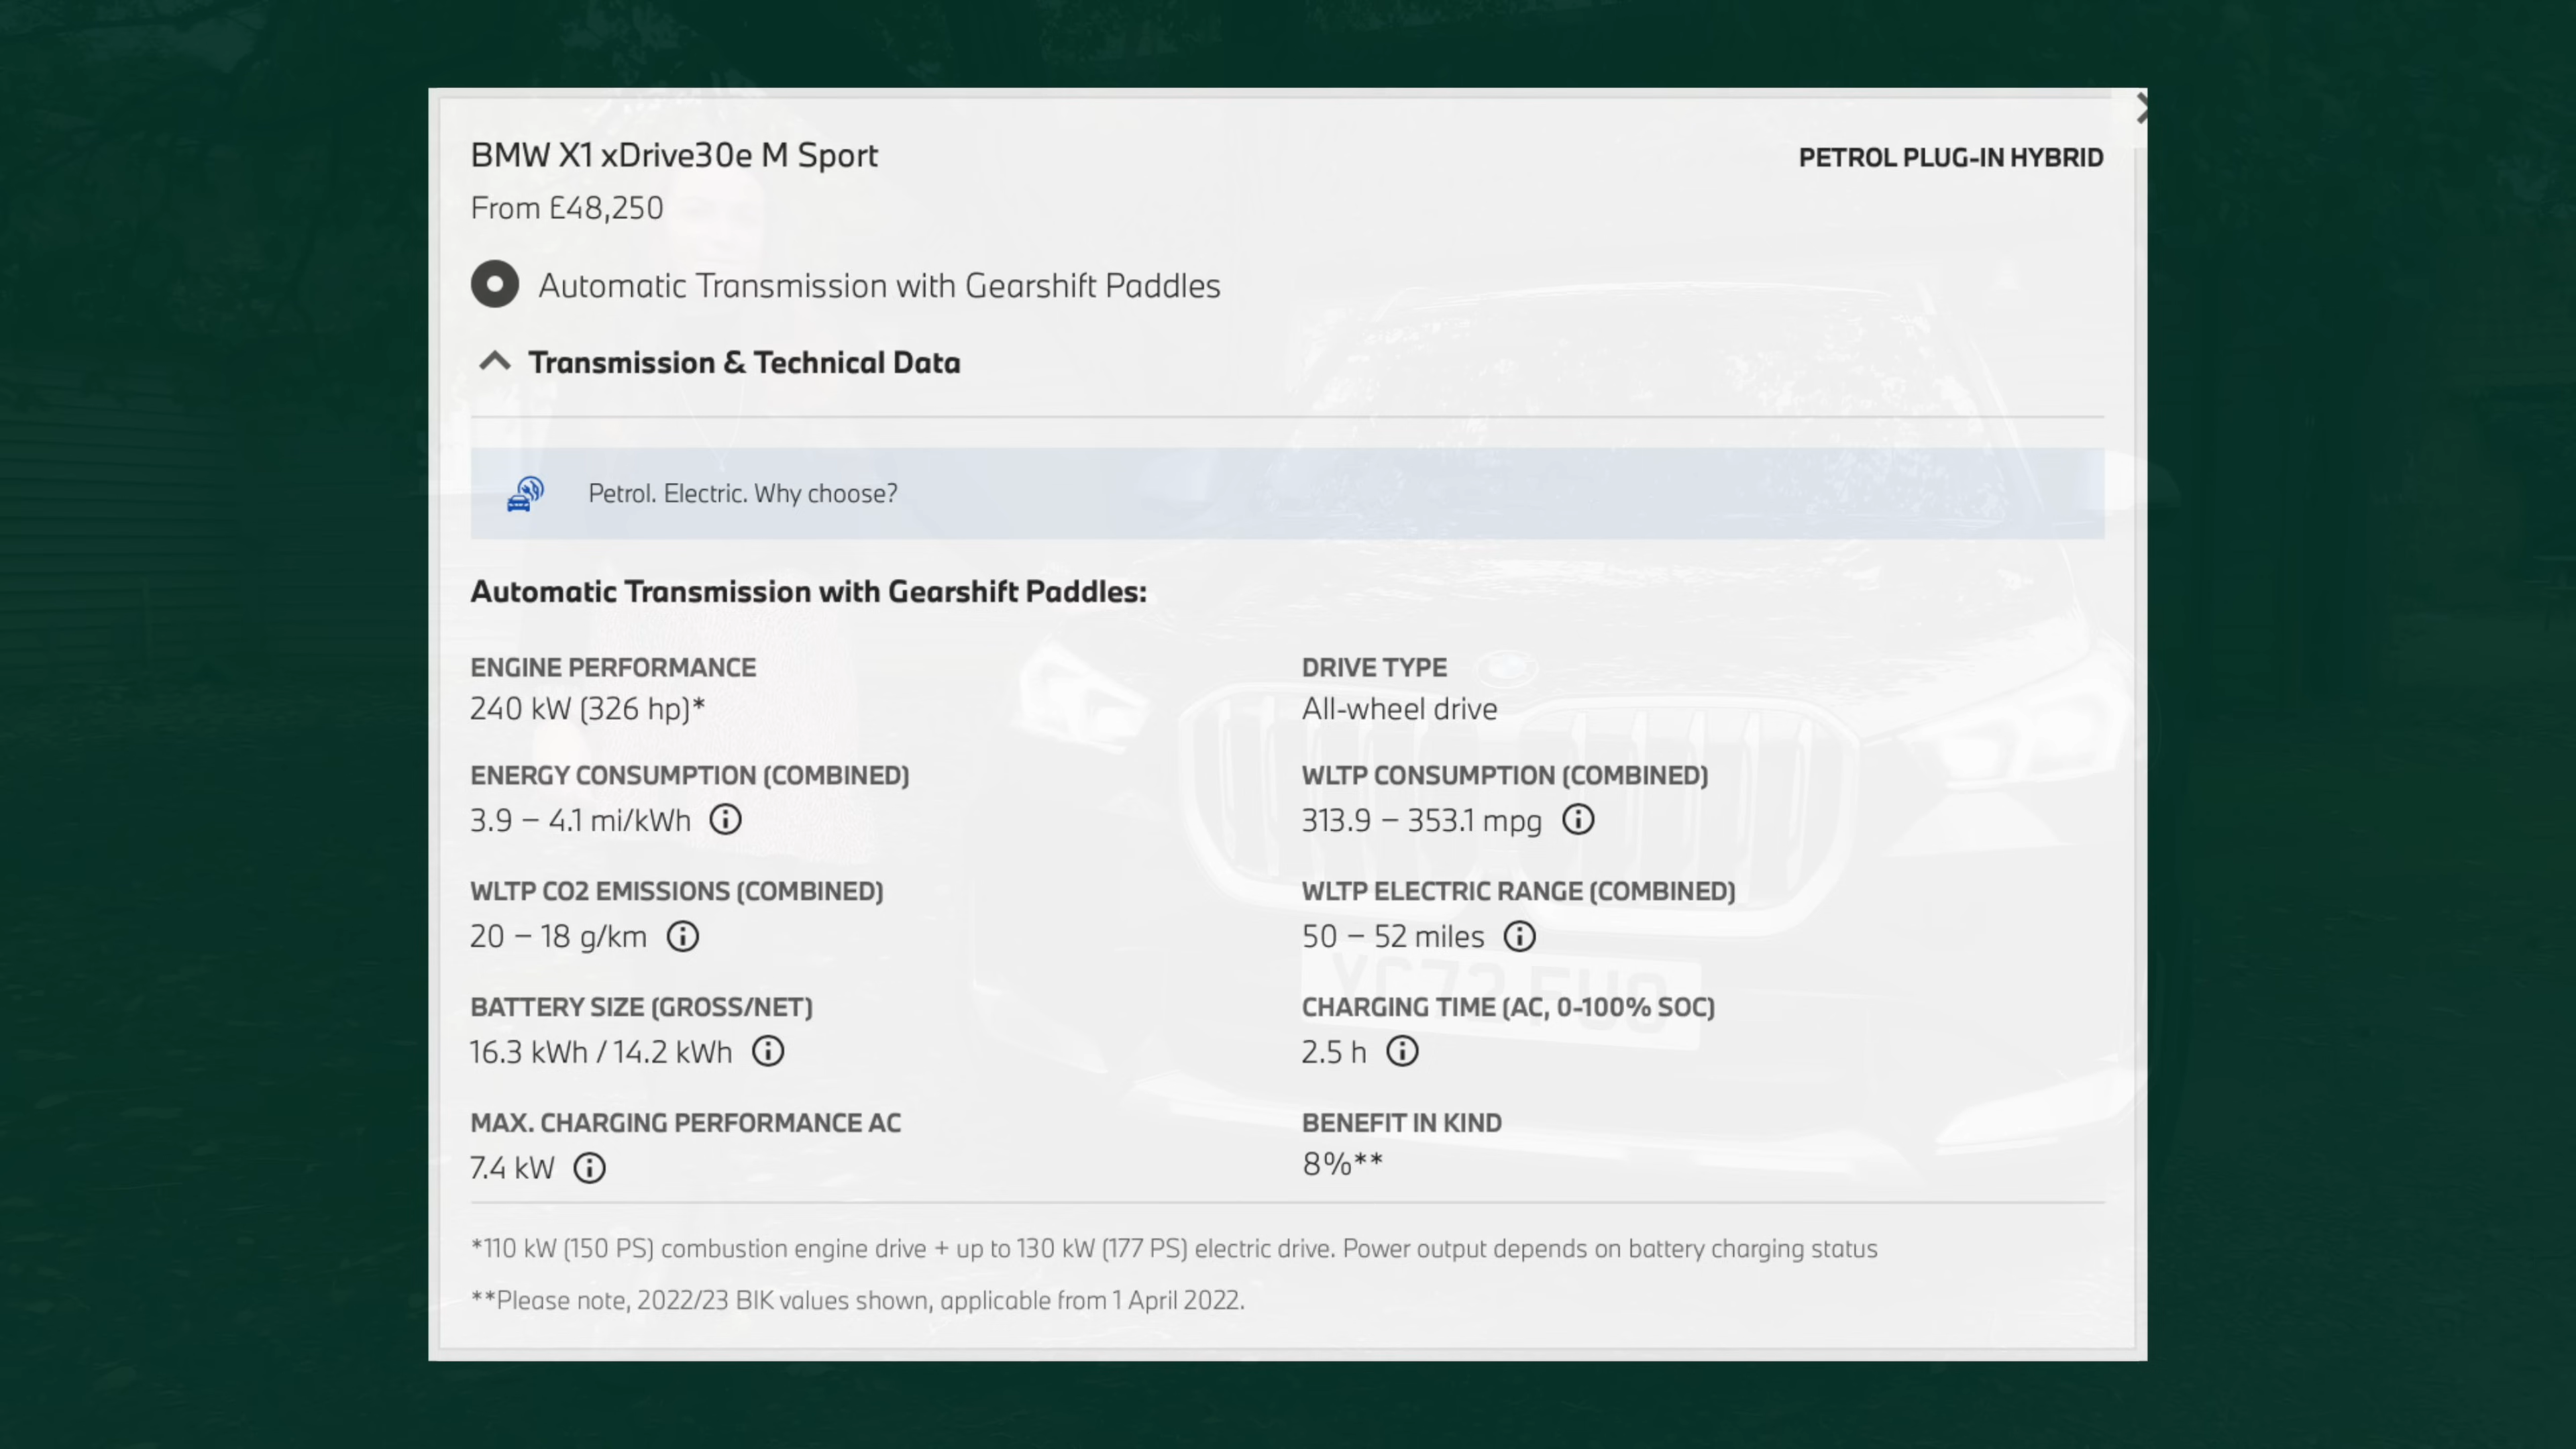 BMW X1 xDrive30e M Sport
PETROL PLUG-IN HYBRID
From £48,250
Automatic Transmission with Gearshift Paddles
Transmission & Technical Data
Petrol. Electric. Why choose?
Automatic Transmission with Gearshift Paddles:
ENGINE PERFORMANCE
240 kW (326 hp)*
DRIVE TYPE
All-wheel drive
ENERGY CONSUMPTION (COMBINED)
3.9 – 4.1 mi/kWh
WLTP CONSUMPTION (COMBINED)
313.9 – 353.1 mpg
WLTP CO2 EMISSIONS (COMBINED)
20 – 18 g/km
WLTP ELECTRIC RANGE (COMBINED)
50 – 52 miles
BATTERY SIZE (GROSS/NET)
16.3 kWh / 14.2 kWh
CHARGING TIME (AC, 0-100% SOC)
2.5 h
MAX. CHARGING PERFORMANCE AC
7.4 kW
BENEFIT IN KIND
8%**
*110 kW (150 PS) combustion engine drive + up to 130 kW (177 PS) electric drive. Power output depends on battery charging status
**Please note, 2022/23 BIK values shown, applicable from 1 April 2022.